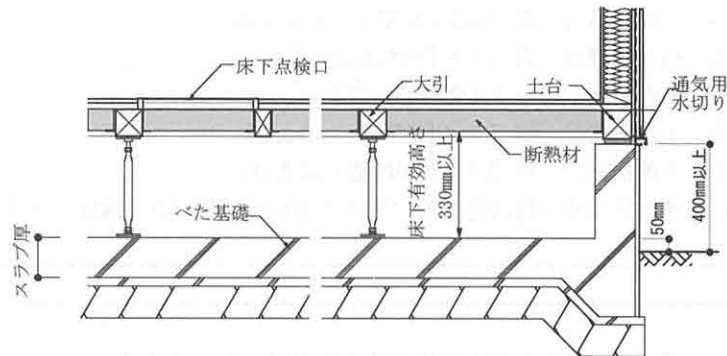 床下点検口
大引
土台
通気用
水切り
断熱材
床下有効高さ
330mm以上
400mm以上
50mm
べた基礎
スラブ厚